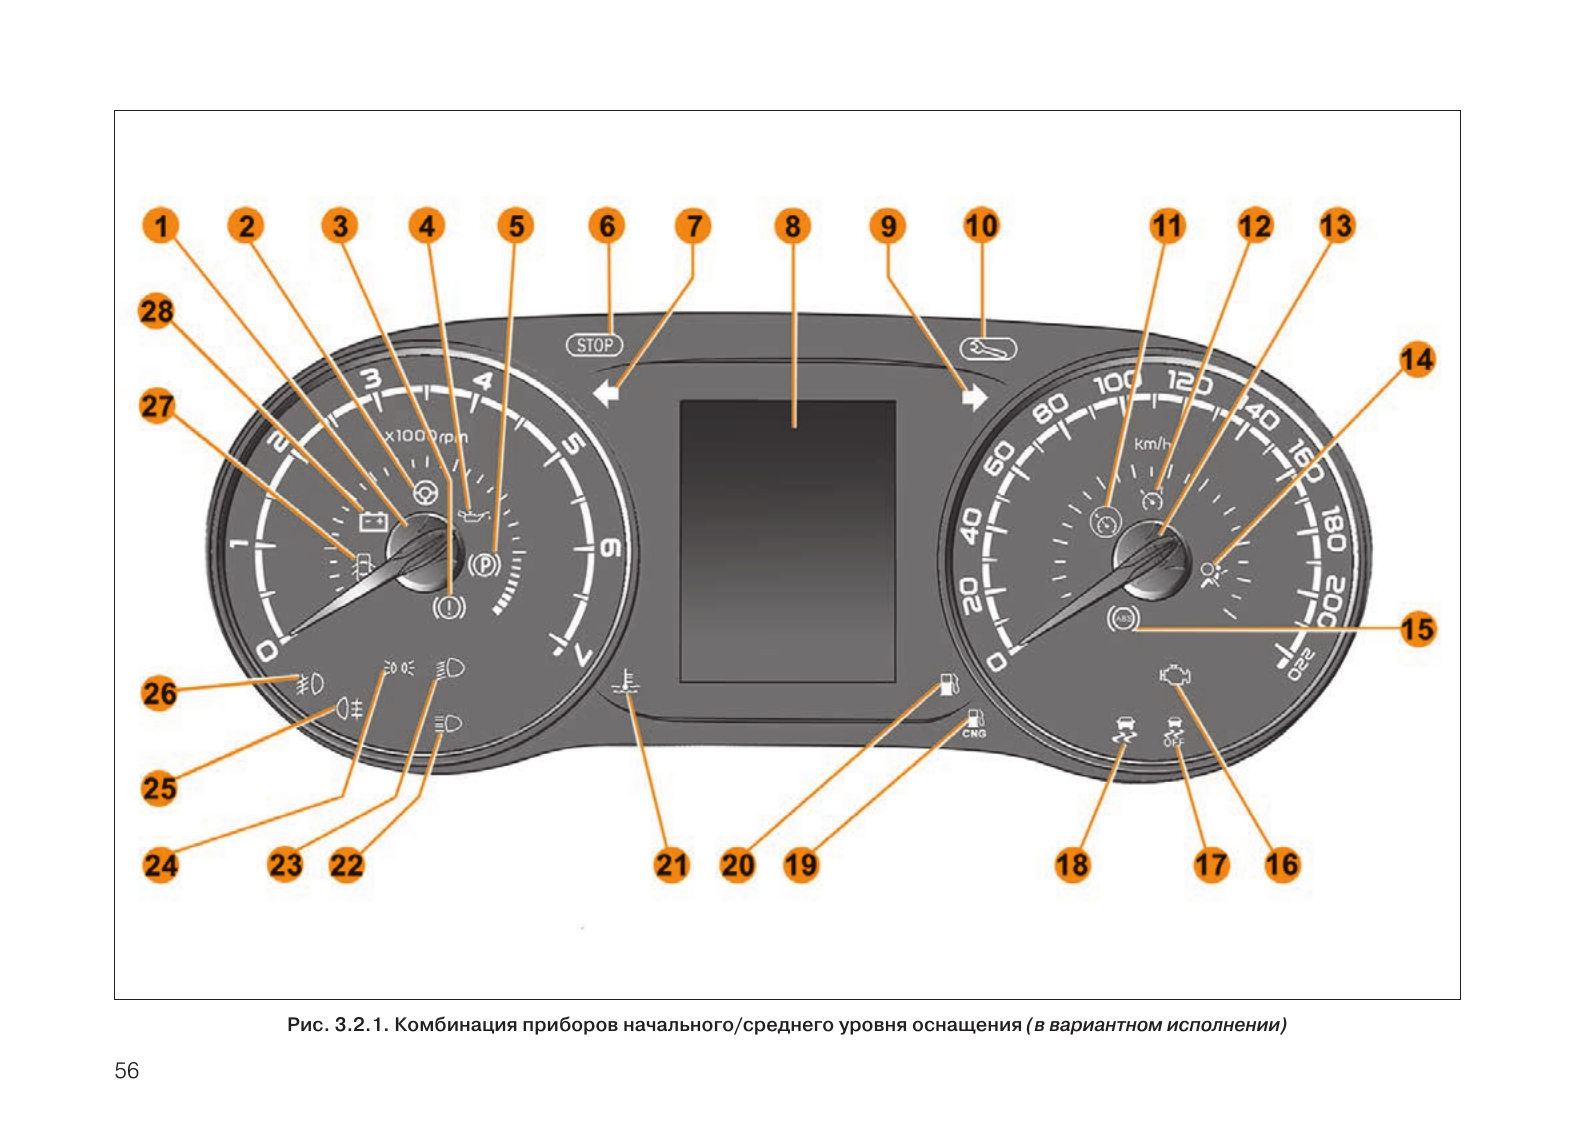 1 2 3 4 5 6 7 8 9 10 11 12 13
28
STOP
14
27
3 4
100 120
80 140
2 x1000rpm 5
km/h
60 160
1 6
40 180
P
20 200
!
ABS
15
0 7
0 220
26
CNG
OFF
25
24 23 22 21 20 19 18 17 16
Рис. 3.2.1. Комбинация приборов начального/среднего уровня оснащения (в вариантном исполнении)
56